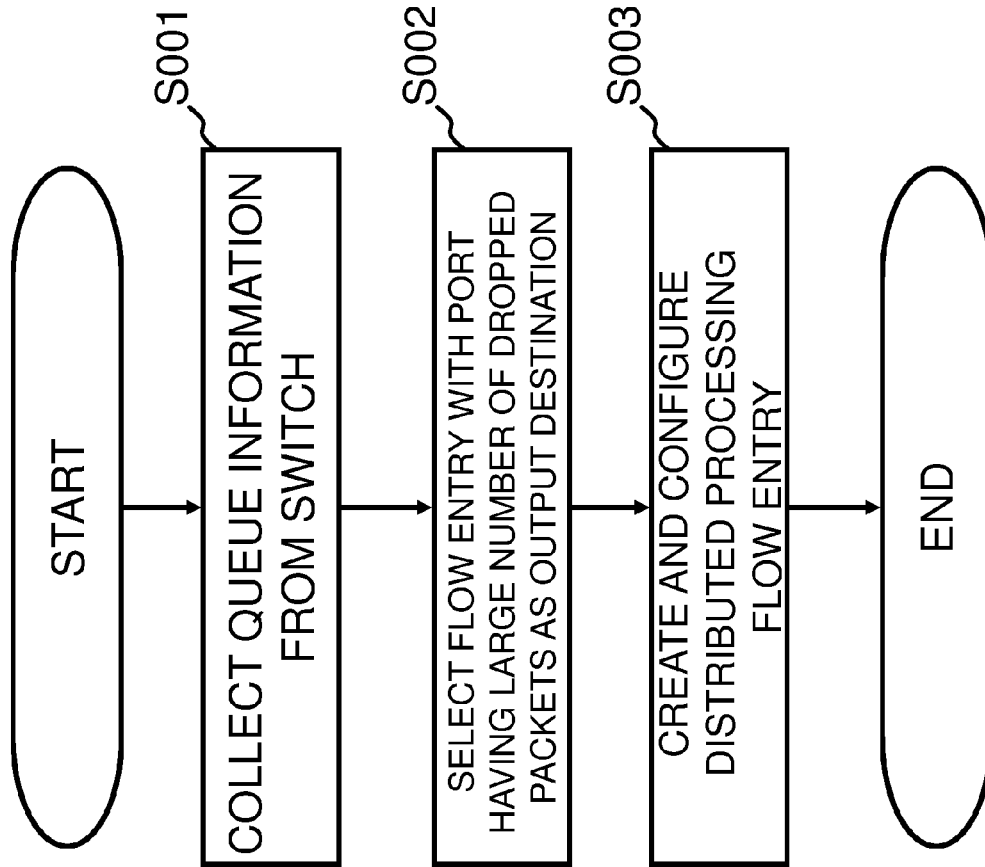 START
S001
COLLECT QUEUE INFORMATION
FROM SWITCH
S002
SELECT FLOW ENTRY WITH PORT
HAVING LARGE NUMBER OF DROPPED
PACKETS AS OUTPUT DESTINATION
S003
CREATE AND CONFIGURE
DISTRIBUTED PROCESSING
FLOW ENTRY
END